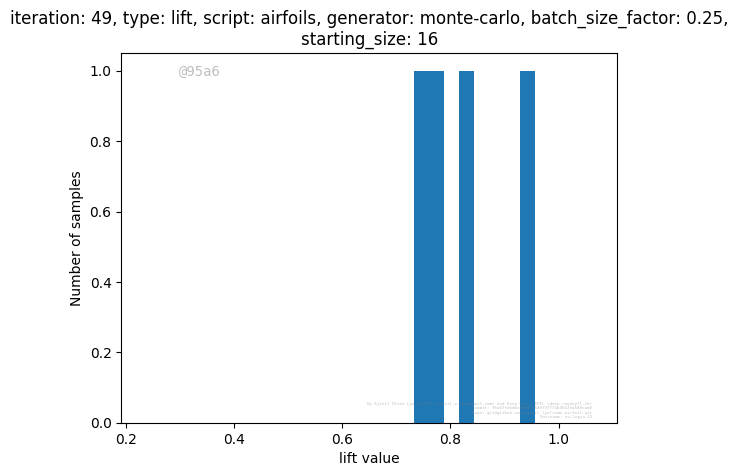 iteration: 49, type: lift, script: airfoils, generator: monte-carlo, batch_size_factor: 0.25,
starting_size: 16
@95a6
1.0
0.8
0.6
0.4
0.2
0.0
Number of samples
0.2 0.4 0.6 0.8 1.0
lift value